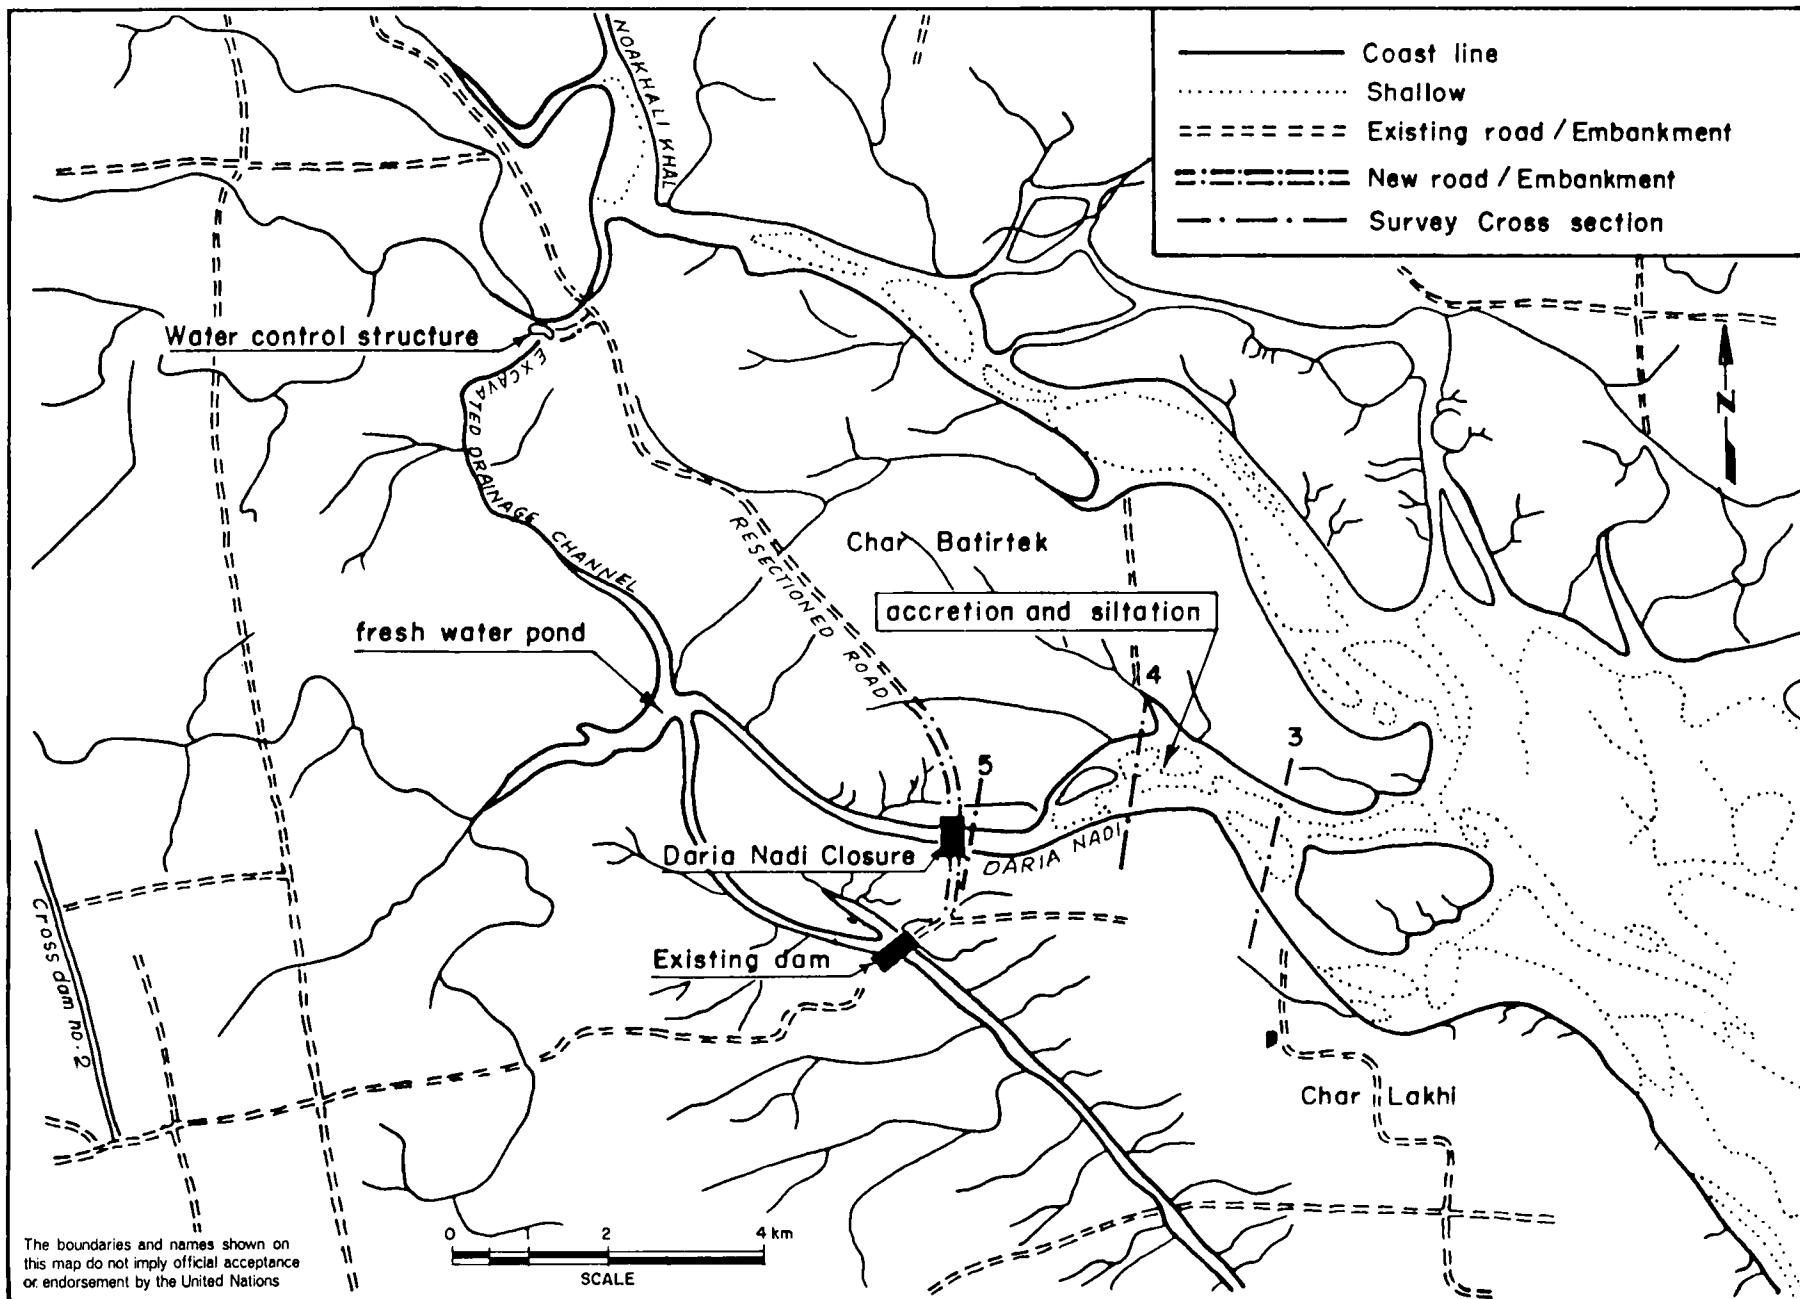 NOAKHALI KHAL
Coast line
Shallow
Existing road / Embankment
New road / Embankment
Survey Cross section
N
Water control structure
EXCAVATED DRAINAGE CHANNEL
RESECTIONED ROAD
Char Batirtek
accretion and siltation
fresh water pond
4
3
5
Daria Nadi Closure
DARIA NADI
Existing dam
Cross dam no. 2
Char Lakhi
0 2 4 km
SCALE
The boundaries and names shown on
this map do not imply official acceptance
or endorsement by the United Nations